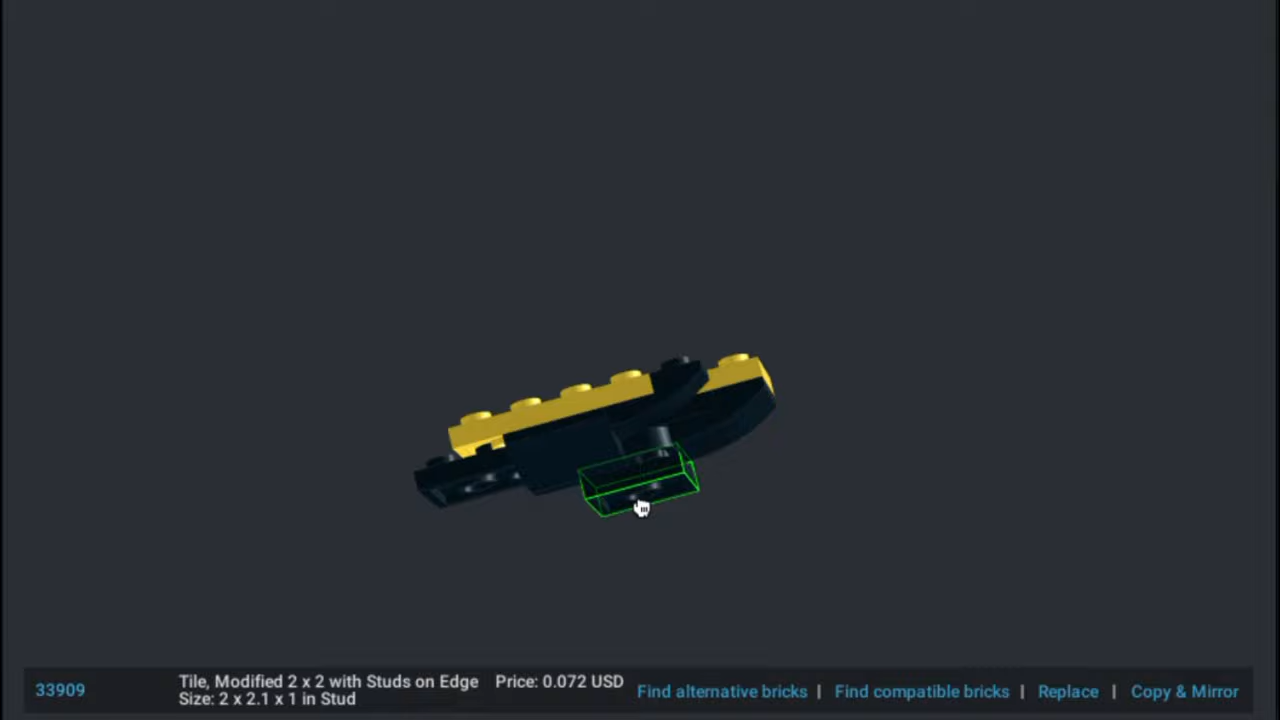 33909
Tile, Modified 2 x 2 with Studs on Edge Price: 0.072 USD
Size: 2 x 2.1 x 1 in Stud
Find alternative bricks | Find compatible bricks | Replace | Copy & Mirror